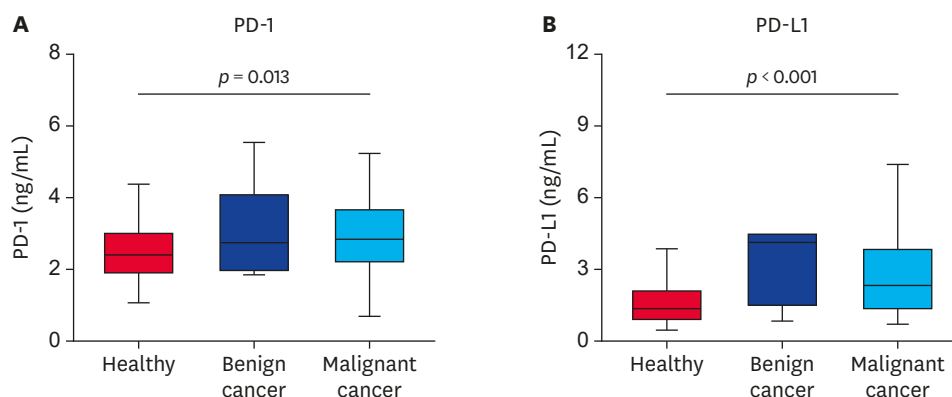 A
PD-1
8
6
4
2
0
PD-1 (ng/mL)
p = 0.013
Healthy
Benign
cancer
Malignant
cancer
B
PD-L1
12
9
6
3
0
PD-L1 (ng/mL)
p < 0.001
Healthy
Benign
cancer
Malignant
cancer